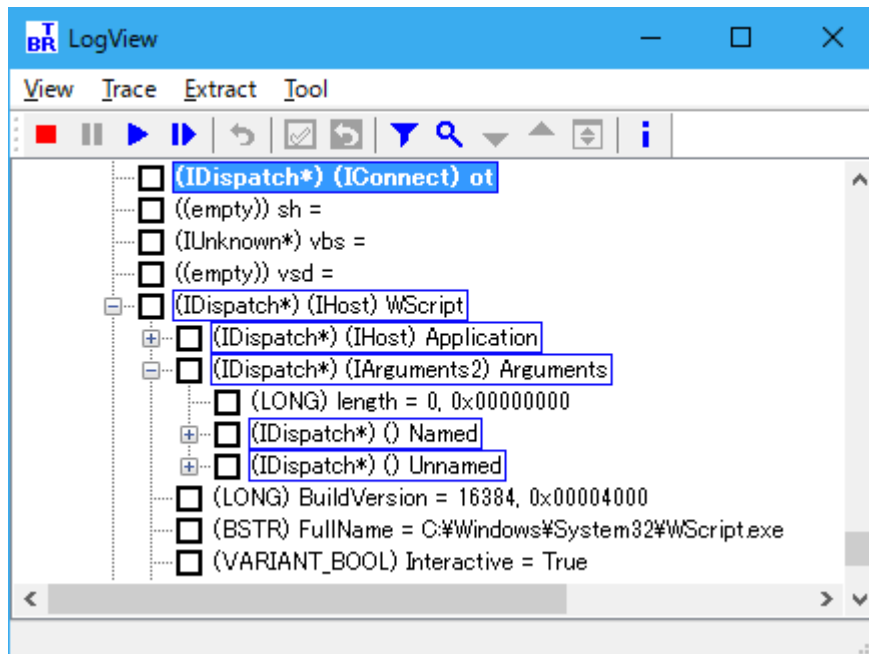 T
BR LogView
View Trace Extract Tool
(IDispatch*) (IConnect) ot
((empty)) sh =
(IUnknown*) vbs =
((empty)) vsd =
(IDispatch*) (IHost) WScript
(IDispatch*) (IHost) Application
(IDispatch*) (IArguments2) Arguments
(LONG) length = 0, 0x00000000
(IDispatch*) () Named
(IDispatch*) () Unnamed
(LONG) BuildVersion = 16384, 0x00004000
(BSTR) FullName = C:¥Windows¥System32¥WScript.exe
(VARIANT_BOOL) Interactive = True